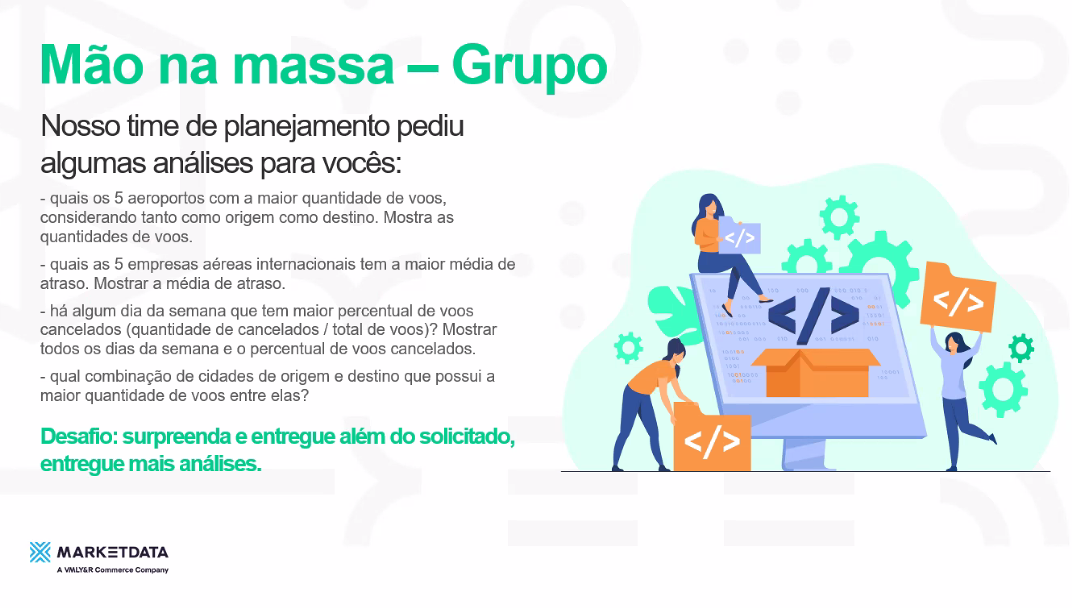 Mão na massa – Grupo
Nosso time de planejamento pediu
algumas análises para vocês:
- quais os 5 aeroportos com a maior quantidade de voos,
considerando tanto como origem como destino. Mostra as
quantidades de voos.
- quais as 5 empresas aéreas internacionais tem a maior média de
atraso. Mostrar a média de atraso.
- há algum dia da semana que tem maior percentual de voos
cancelados (quantidade de cancelados / total de voos)? Mostrar
todos os dias da semana e o percentual de voos cancelados.
- qual combinação de cidades de origem e destino que possui a
maior quantidade de voos entre elas?
Desafio: surpreenda e entregue além do solicitado,
entregue mais análises.
</>
</>
</>
</>
MARKETDATA
A VMLY&R Commerce Company